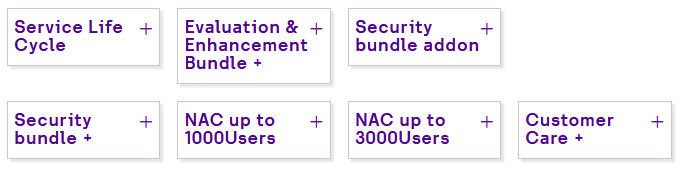 Service Life
Cycle
+
Evaluation &
Enhancement
Bundle +
+
Security
bundle addon
+
Security
bundle +
+
NAC up to
1000Users
+
NAC up to
3000Users
+
Customer
Care +
+